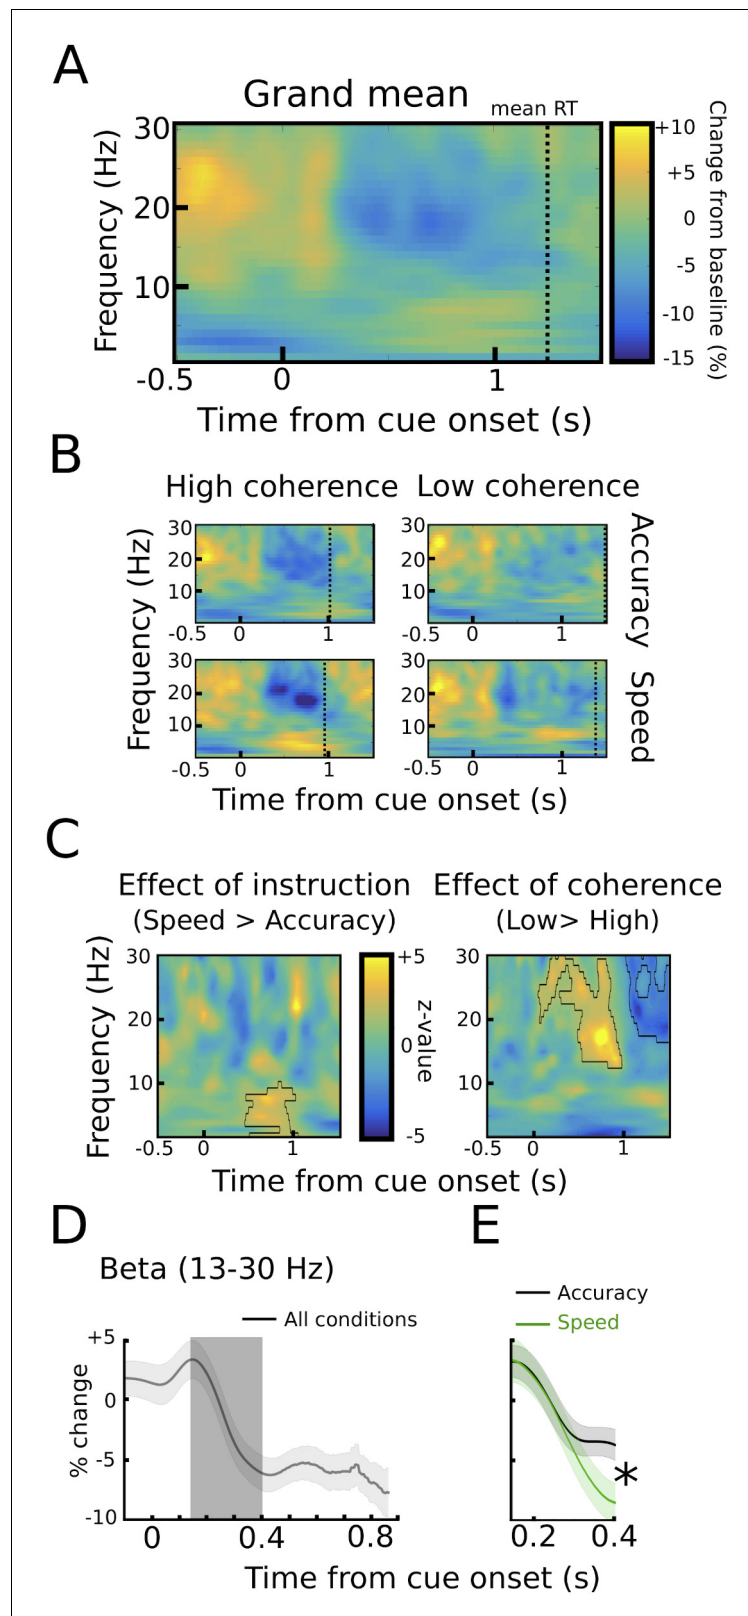 A
Grand mean
mean RT
Frequency (Hz)
30
20
10
-0.5 0 1
Time from cue onset (s)
+10
+5
0
-5
-10
-15
Change from baseline (%)
B
High coherence Low coherence
Frequency (Hz)
30
20
10
-0.5 0 1
30
20
10
-0.5 0 1
Accuracy
30
20
10
-0.5 0 1
30
20
10
-0.5 0 1
Speed
Time from cue onset (s)
C
Effect of instruction
(Speed > Accuracy)
Effect of coherence
(Low> High)
Frequency (Hz)
30
20
10
-0.5 0 1
+5
0
-5
z-value
30
20
10
-0.5 0 1
Time from cue onset (s)
D
Beta (13-30 Hz)
All conditions
% change
+5
0
-5
-10
0 0.4 0.8
E
Accuracy
Speed
*
0.2 0.4
Time from cue onset (s)